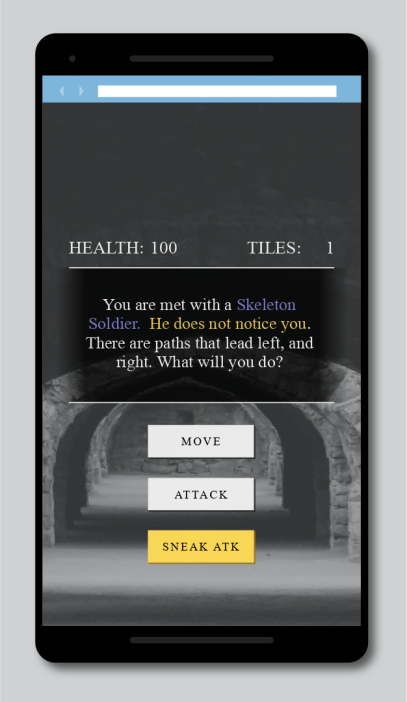 HEALTH: 100 TILES: 1
You are met with a Skeleton
Soldier. He does not notice you.
There are paths that lead left, and
right. What will you do?
MOVE
ATTACK
SNEAK ATK